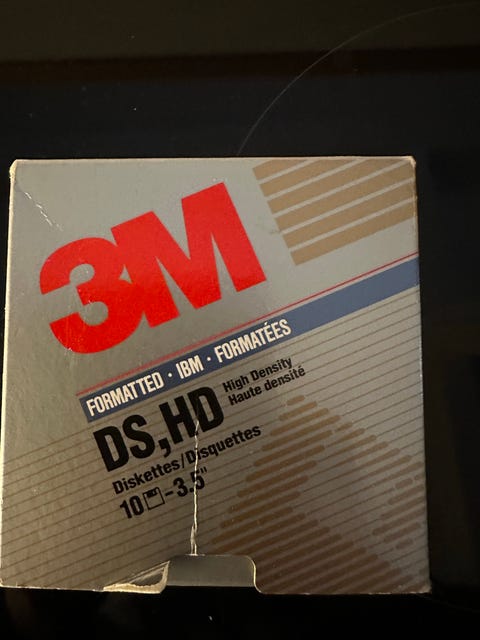 3M
FORMATTED · IBM · FORMATÉES
DS,HD
High Density
Haute densité
Diskettes/Disquettes
10 - 3.5"